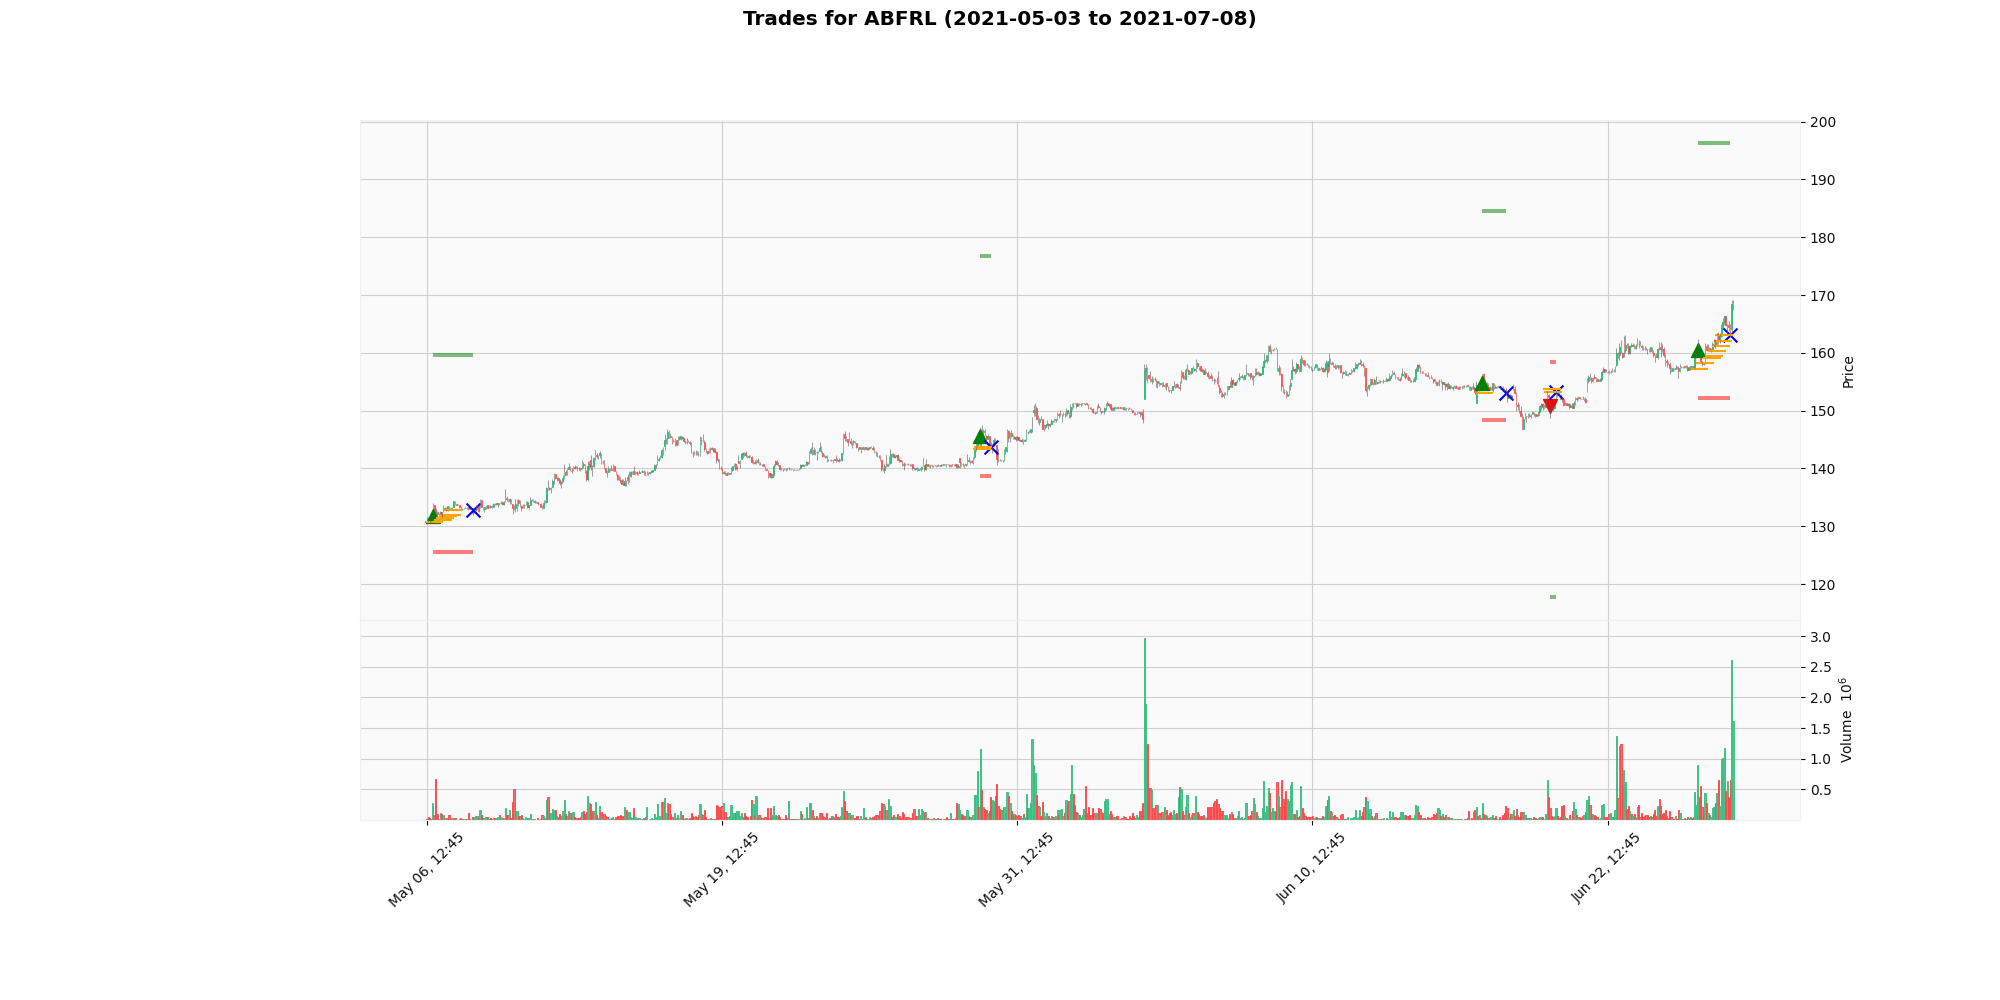 Trades for ABFRL (2021-05-03 to 2021-07-08)
200
190
180
170
160
150
140
130
120
Price
3.0
2.5
2.0
1.5
1.0
0.5
Volume 10^6
May 06, 12:45
May 19, 12:45
May 31, 12:45
Jun 10, 12:45
Jun 22, 12:45